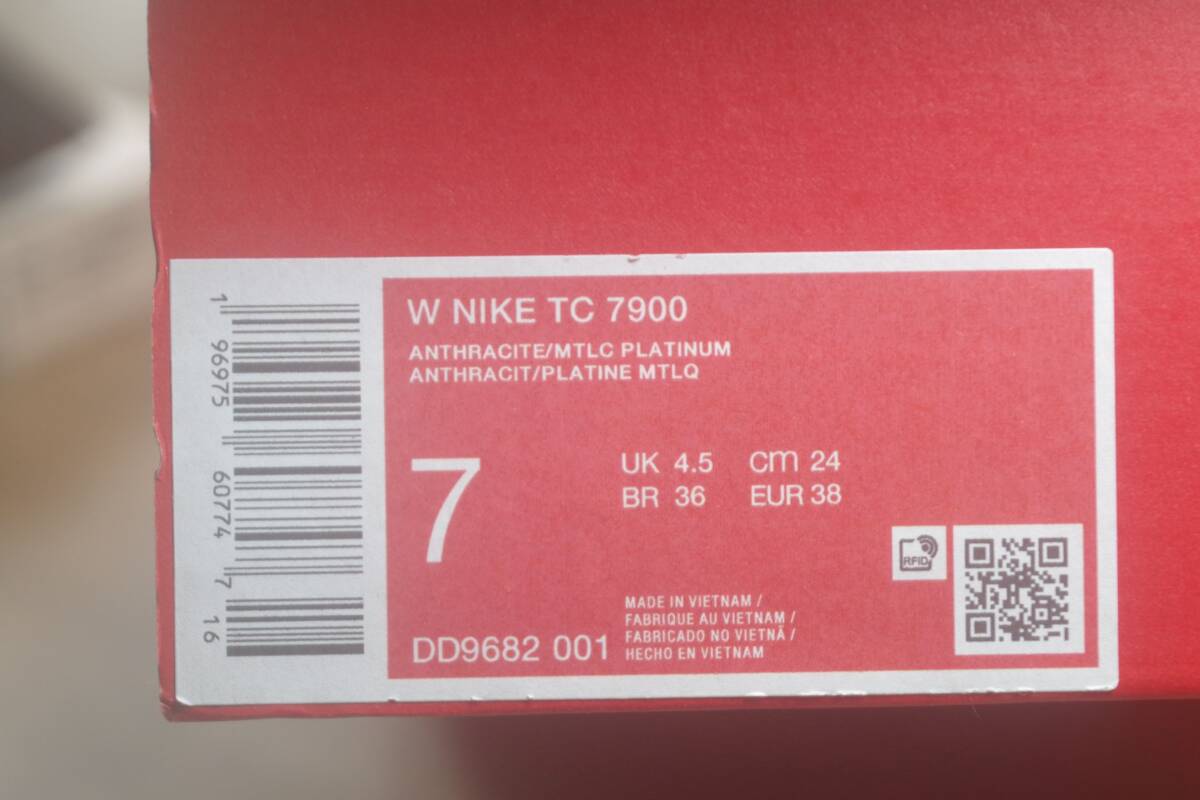 1 96975 60774 7 16
W NIKE TC 7900
ANTHRACITE/MTLC PLATINUM
ANTHRACIT/PLATINE MTLQ
7
UK 4.5 cm 24
BR 36 EUR 38
RFID
MADE IN VIETNAM /
FABRIQUE AU VIETNAM /
FABRICADO NO VIETNÃ /
HECHO EN VIETNAM
DD9682 001